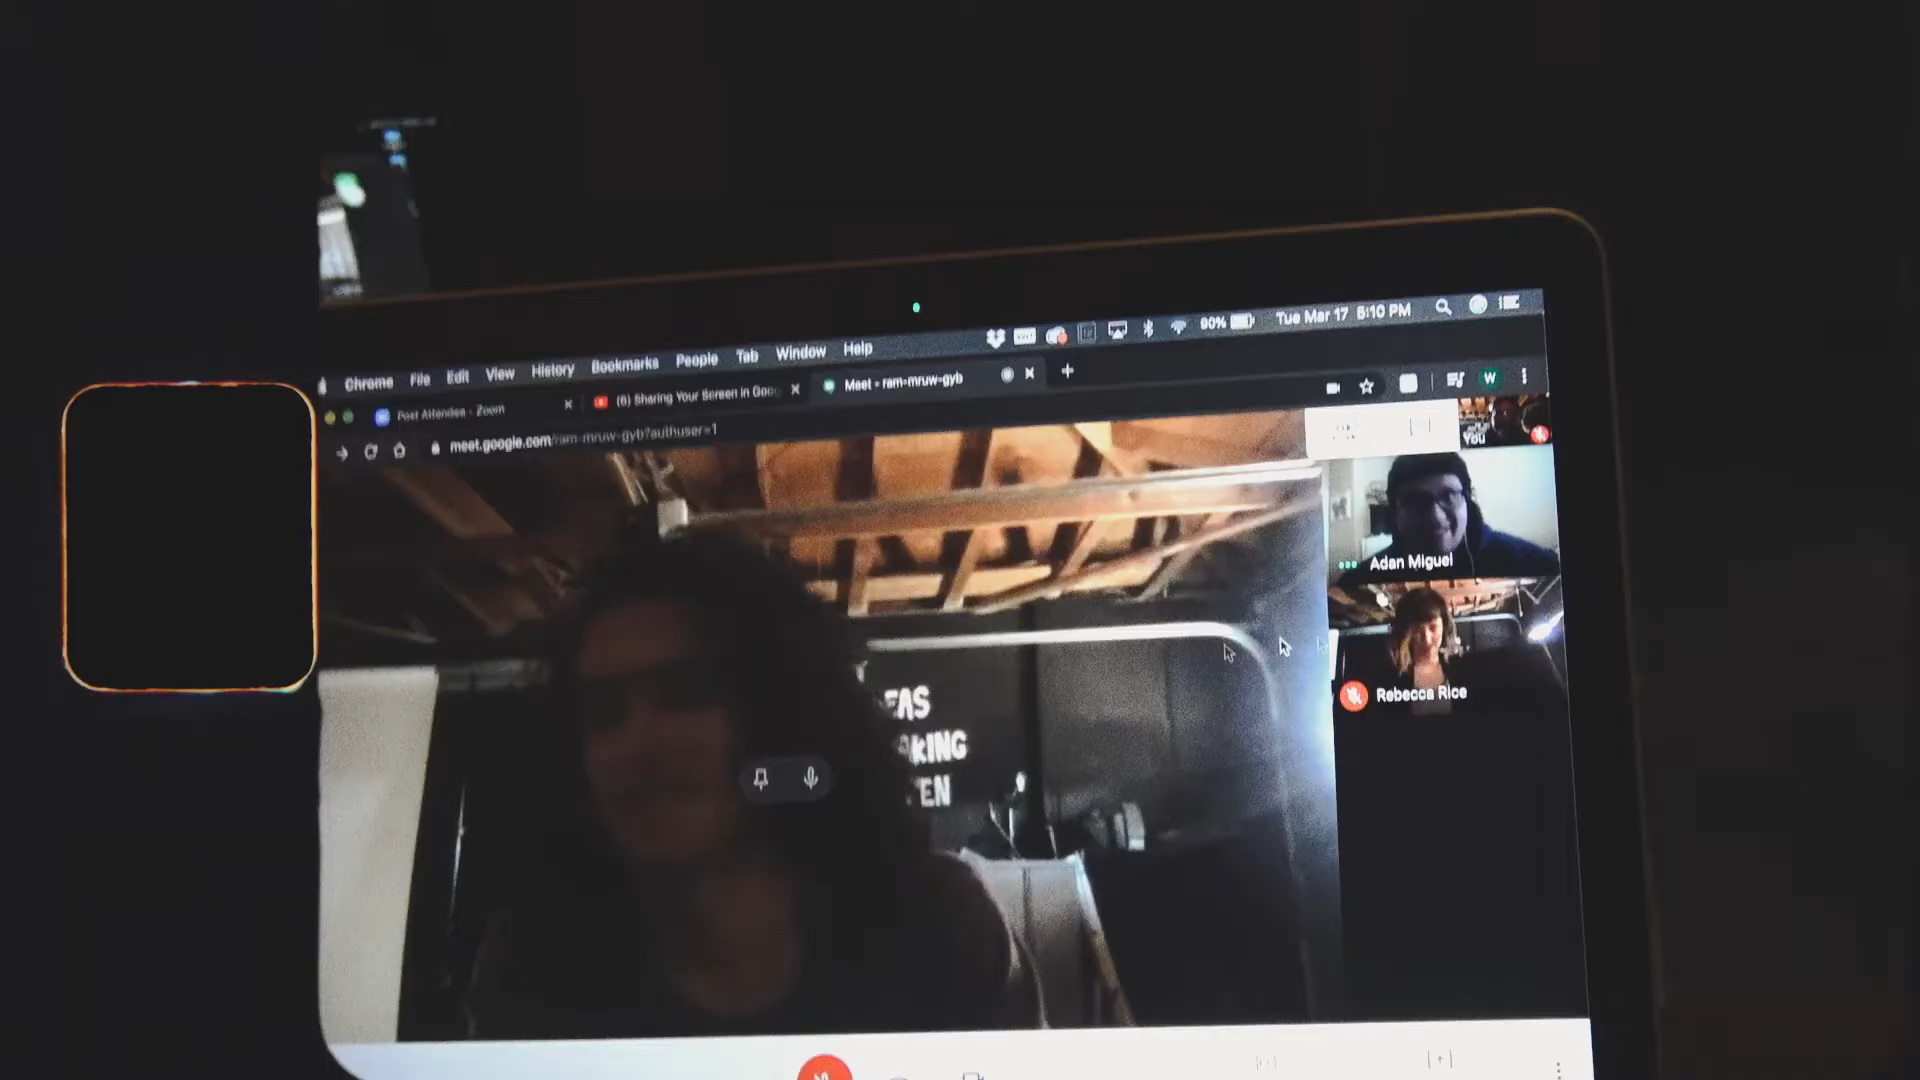 Chrome File Edit View History Bookmarks People Tab Window Help
90%
Tue Mar 17 5:10 PM
Post Attendee - Zoom
(6) Sharing Your Screen in Goo
Meet - ram-mruw-gyb
W
meet.google.com/ram-mruw-gyb?authuser=1
You
Adan Miguel
Rebecca Rice
EAS
AKING
EN